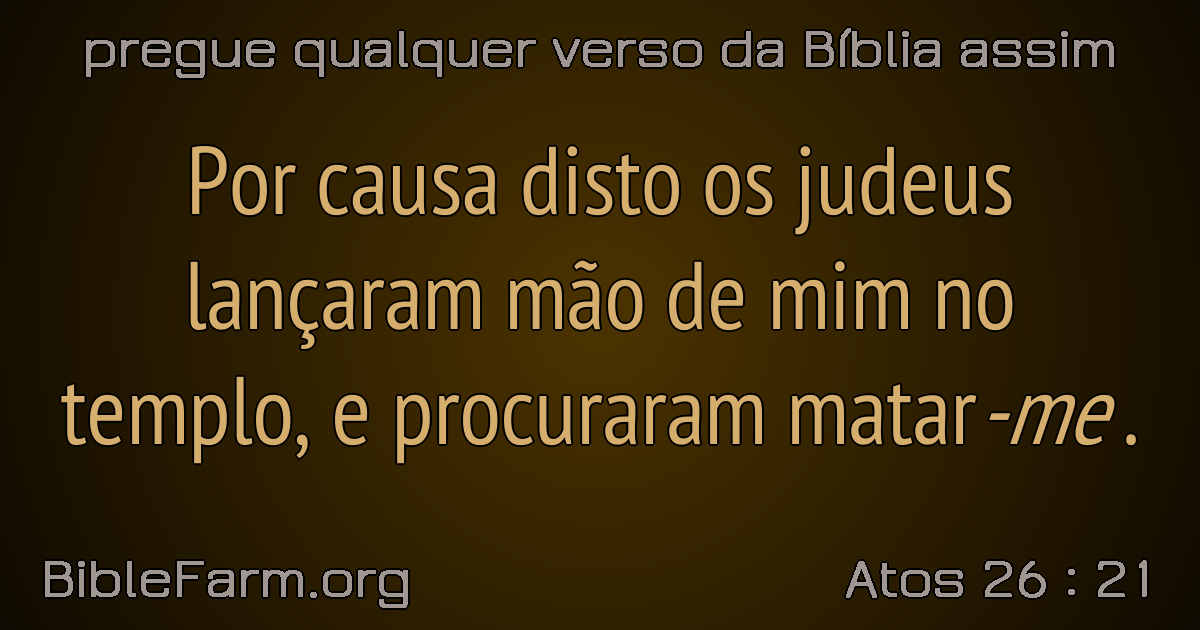 pregue qualquer verso da Bíblia assim
Por causa disto os judeus
lançaram mão de mim no
templo, e procuraram matar-me.
BibleFarm.org
Atos 26 : 21